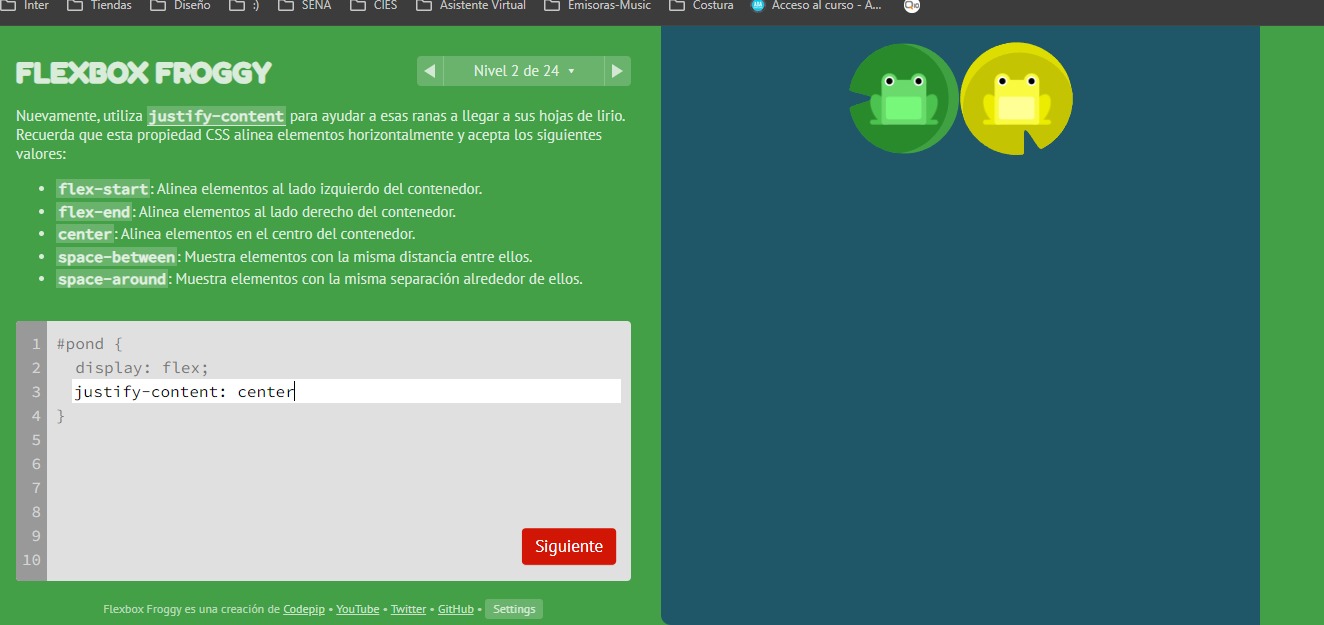 Inter Tiendas Diseño :) SENA CIES Asistente Virtual Emisoras-Music Costura Acceso al curso - A...
FLEXBOX FROGGY
Nivel 2 de 24
Nuevamente, utiliza justify-content para ayudar a esas ranas a llegar a sus hojas de lirio.
Recuerda que esta propiedad CSS alinea elementos horizontalmente y acepta los siguientes
valores:
• flex-start: Alinea elementos al lado izquierdo del contenedor.
• flex-end: Alinea elementos al lado derecho del contenedor.
• center: Alinea elementos en el centro del contenedor.
• space-between: Muestra elementos con la misma distancia entre ellos.
• space-around: Muestra elementos con la misma separación alrededor de ellos.
1 #pond {
2 display: flex;
3 justify-content: center
4 }
5
6
7
8
9
10
Siguiente
Flexbox Froggy es una creación de Codepip • YouTube • Twitter • GitHub • Settings